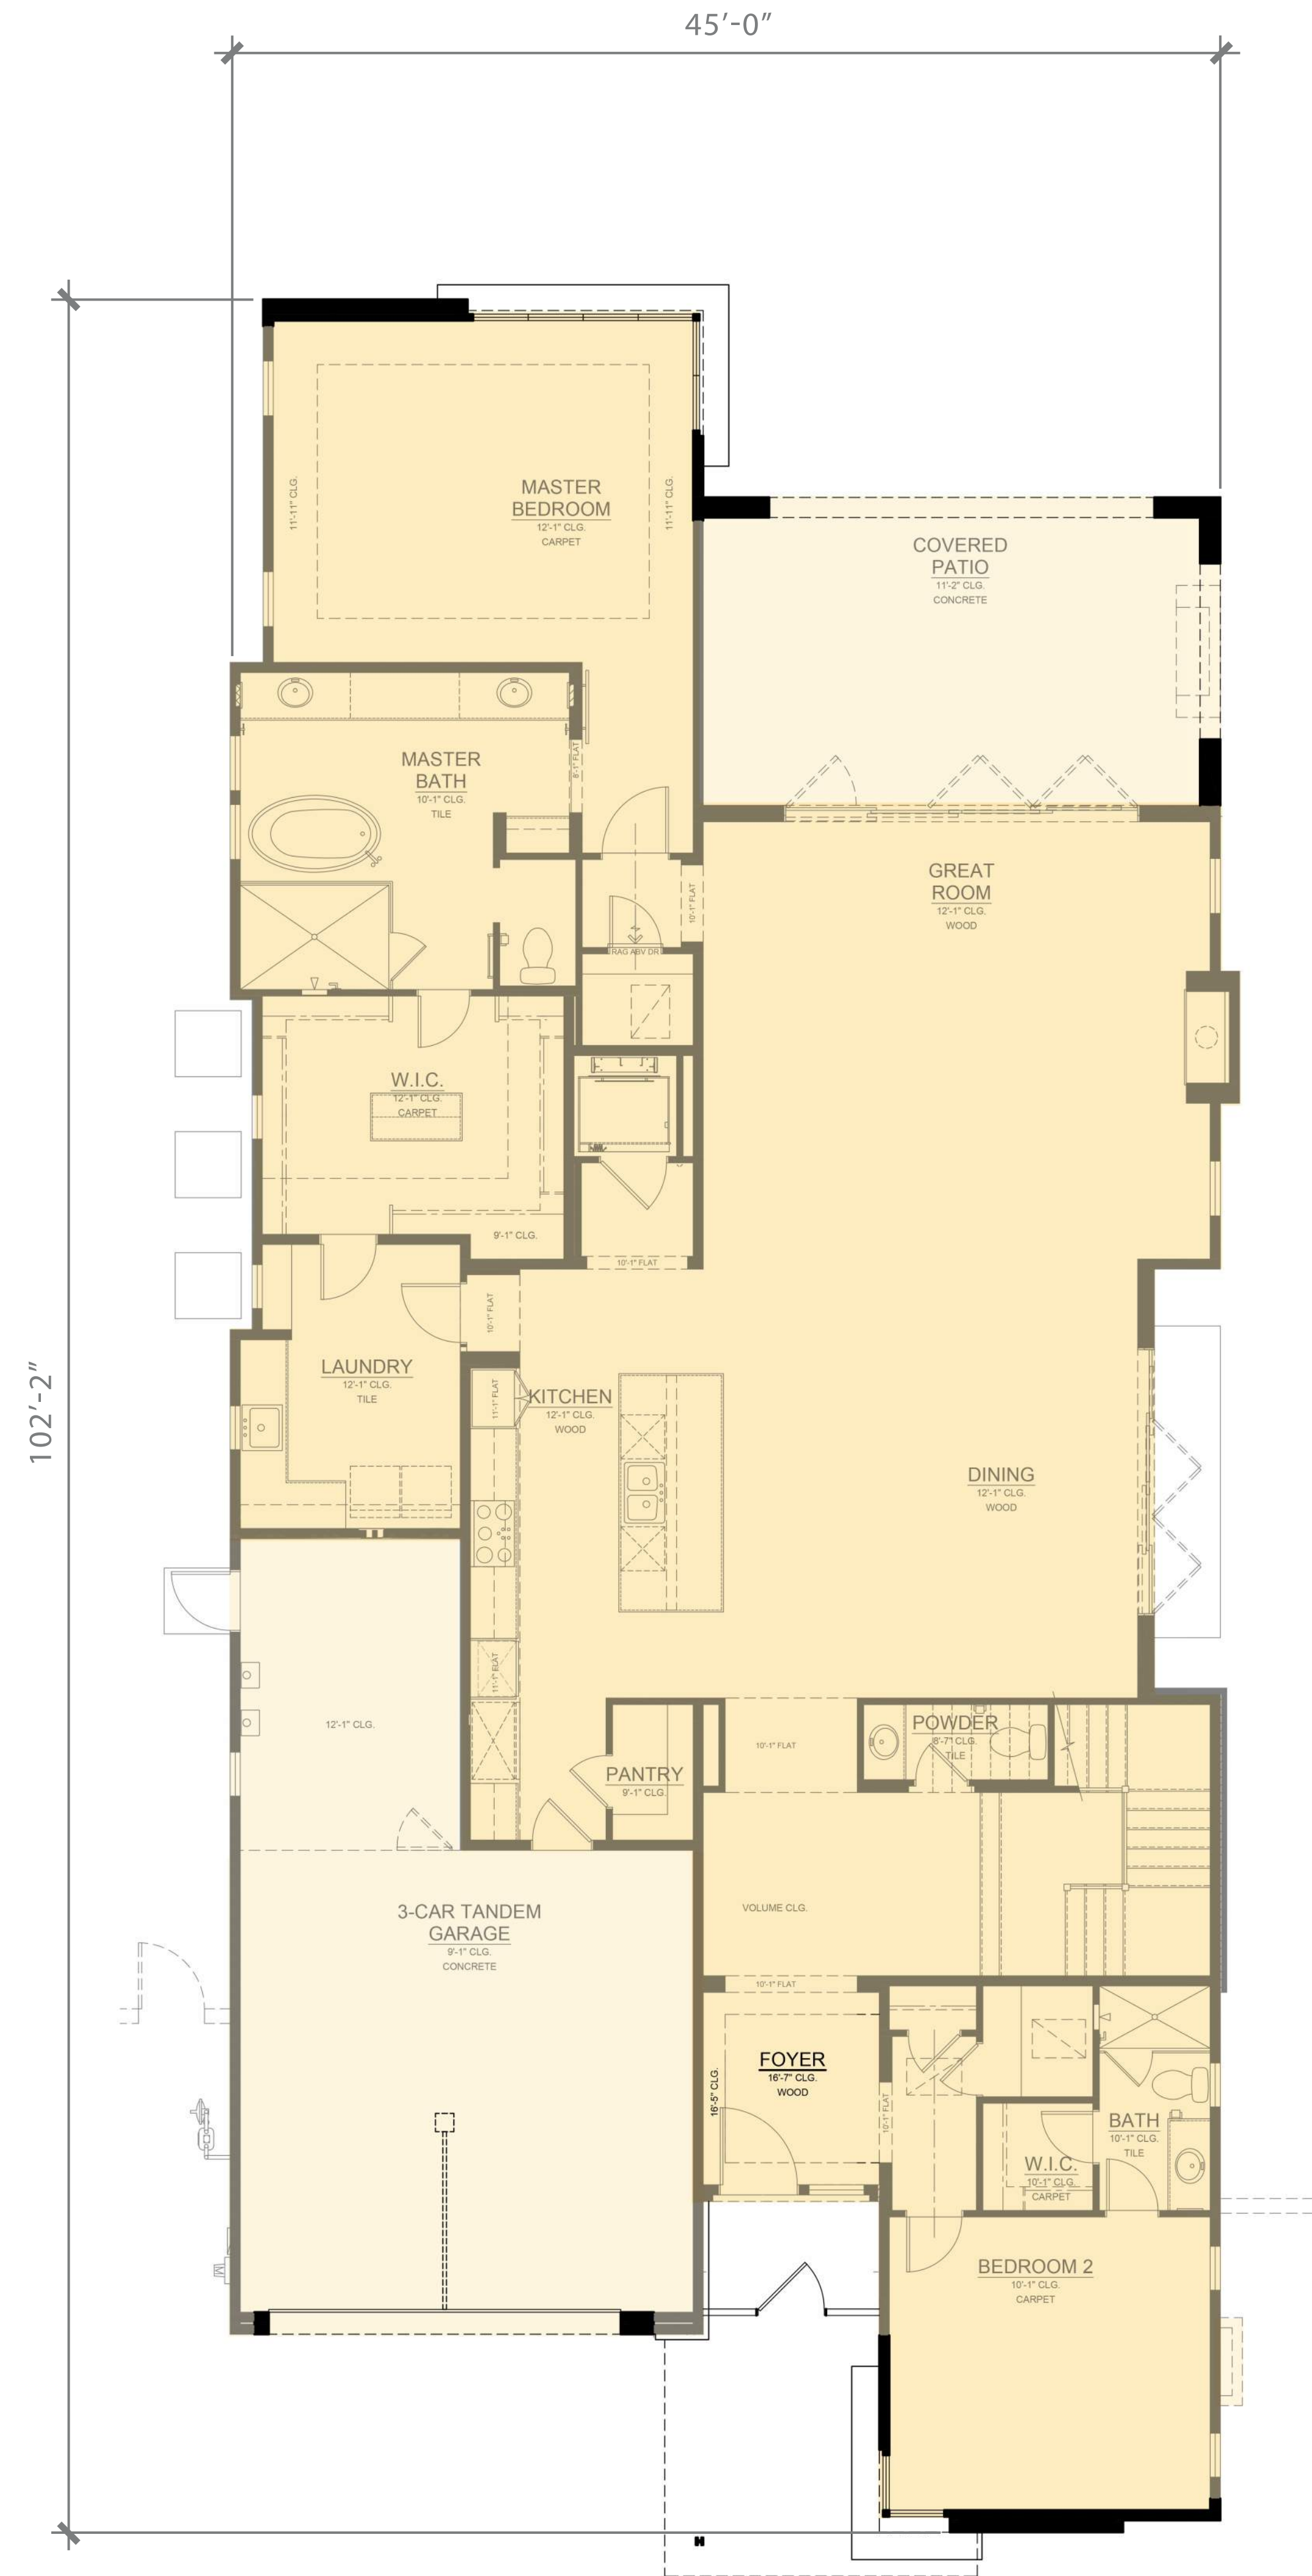 45'-0"
102'-2"
MASTER
BEDROOM
12'-1" CLG.
CARPET
11'-11" CLG.
11'-11" CLG.
COVERED
PATIO
11'-2" CLG.
CONCRETE
MASTER
BATH
10'-1" CLG.
TILE
8'-1" FLAT
GREAT
ROOM
12'-1" CLG.
WOOD
10'-1" FLAT
RAG ABV DR
W.I.C.
12'-1" CLG.
CARPET
9'-1" CLG.
10'-1" FLAT
10'-1" FLAT
LAUNDRY
12'-1" CLG.
TILE
11'-1" FLAT
KITCHEN
12'-1" CLG.
WOOD
DINING
12'-1" CLG.
WOOD
11'-1" FLAT
12'-1" CLG.
10'-1" FLAT
POWDER
8'-7" CLG.
TILE
PANTRY
9'-1" CLG.
3-CAR TANDEM
GARAGE
9'-1" CLG.
CONCRETE
VOLUME CLG.
10'-1" FLAT
FOYER
16'-7" CLG.
WOOD
16'-5" CLG.
10'-1" FLAT
BATH
10'-1" CLG.
TILE
W.I.C.
10'-1" CLG.
CARPET
M
BEDROOM 2
10'-1" CLG.
CARPET